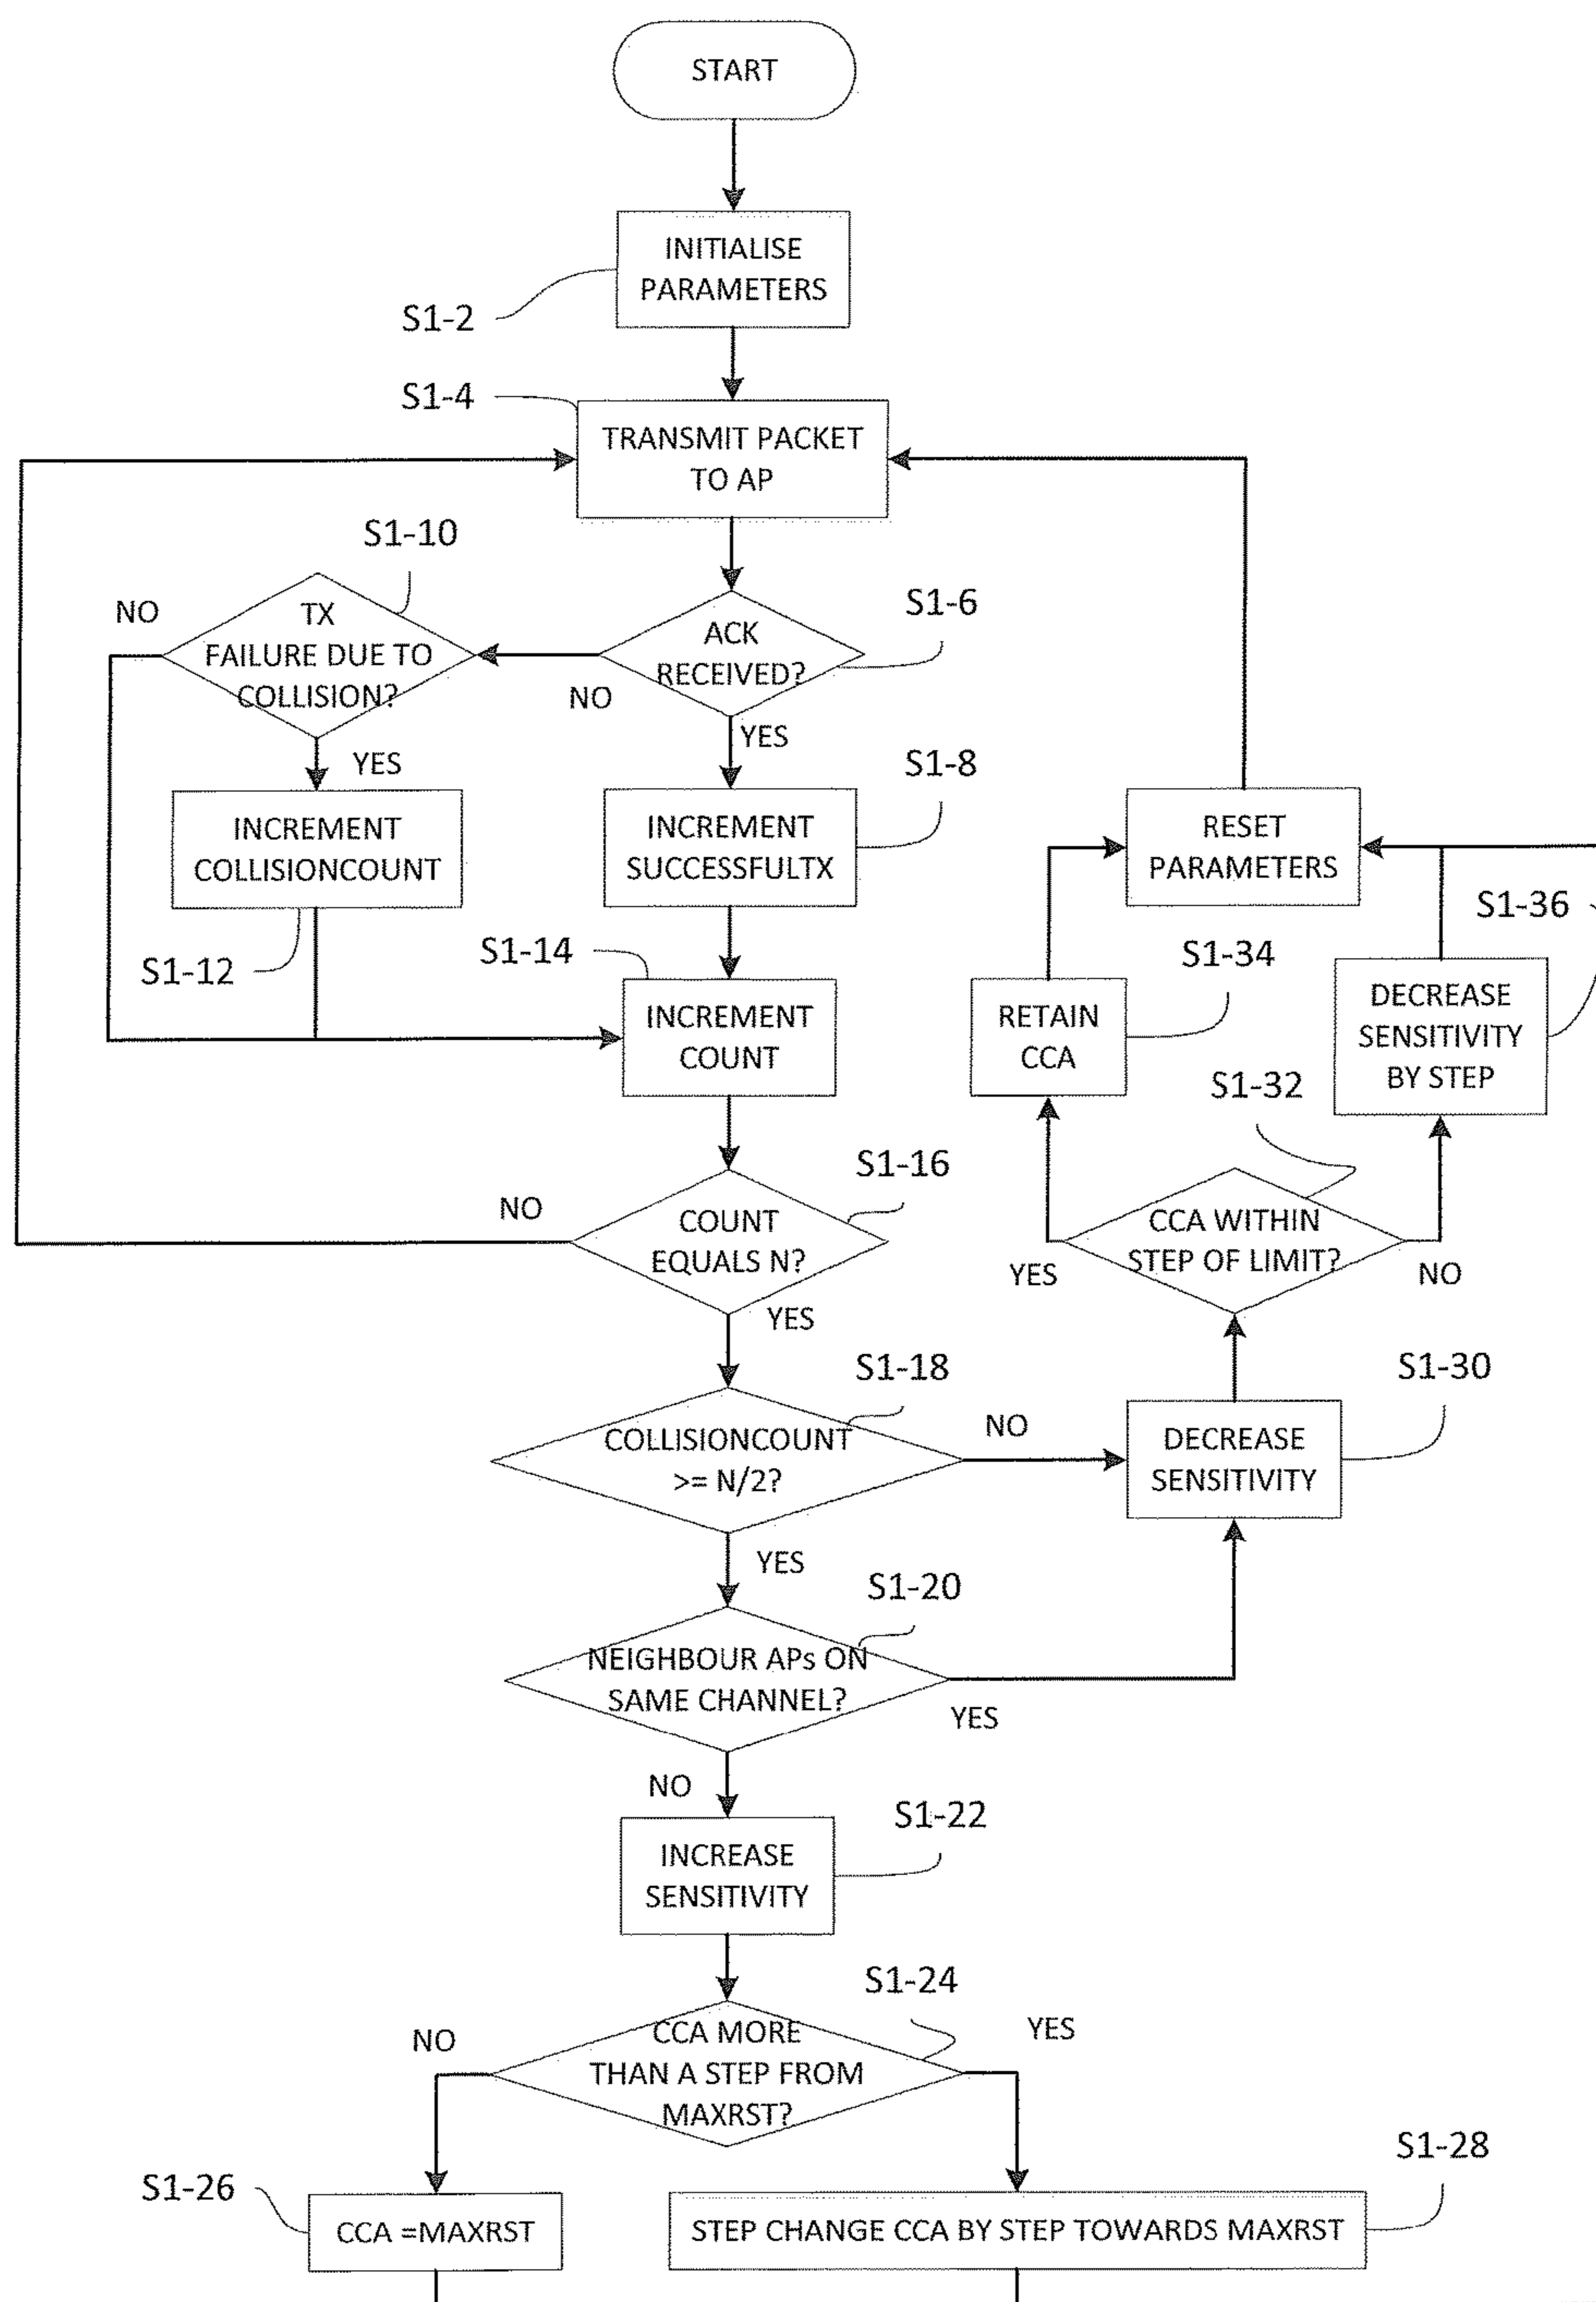 START
INITIALISE
PARAMETERS
S1-2
S1-4
TRANSMIT PACKET
TO AP
S1-10
NO
TX
FAILURE DUE TO
COLLISION?
S1-6
ACK
RECEIVED?
NO
YES
YES
S1-8
INCREMENT
COLLISIONCOUNT
INCREMENT
SUCCESSFULTX
RESET
PARAMETERS
S1-36
S1-12
S1-14
S1-34
INCREMENT
COUNT
RETAIN
CCA
DECREASE
SENSITIVITY
BY STEP
S1-32
S1-16
NO
COUNT
EQUALS N?
CCA WITHIN
STEP OF LIMIT?
YES
NO
YES
S1-18
S1-30
COLLISIONCOUNT
>= N/2?
NO
DECREASE
SENSITIVITY
YES
S1-20
NEIGHBOUR APs ON
SAME CHANNEL?
YES
NO
S1-22
INCREASE
SENSITIVITY
S1-24
NO
CCA MORE
THAN A STEP FROM
MAXRST?
YES
S1-28
S1-26
CCA =MAXRST
STEP CHANGE CCA BY STEP TOWARDS MAXRST